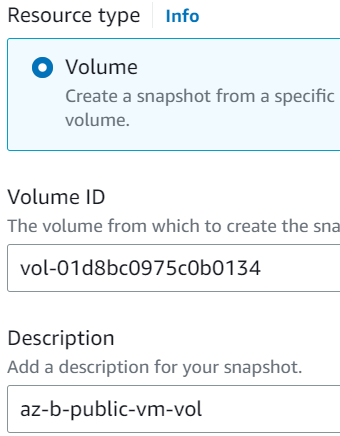 Resource type Info
Volume
Create a snapshot from a specific
volume.
Volume ID
The volume from which to create the sna
vol-01d8bc0975c0b0134
Description
Add a description for your snapshot.
az-b-public-vm-vol